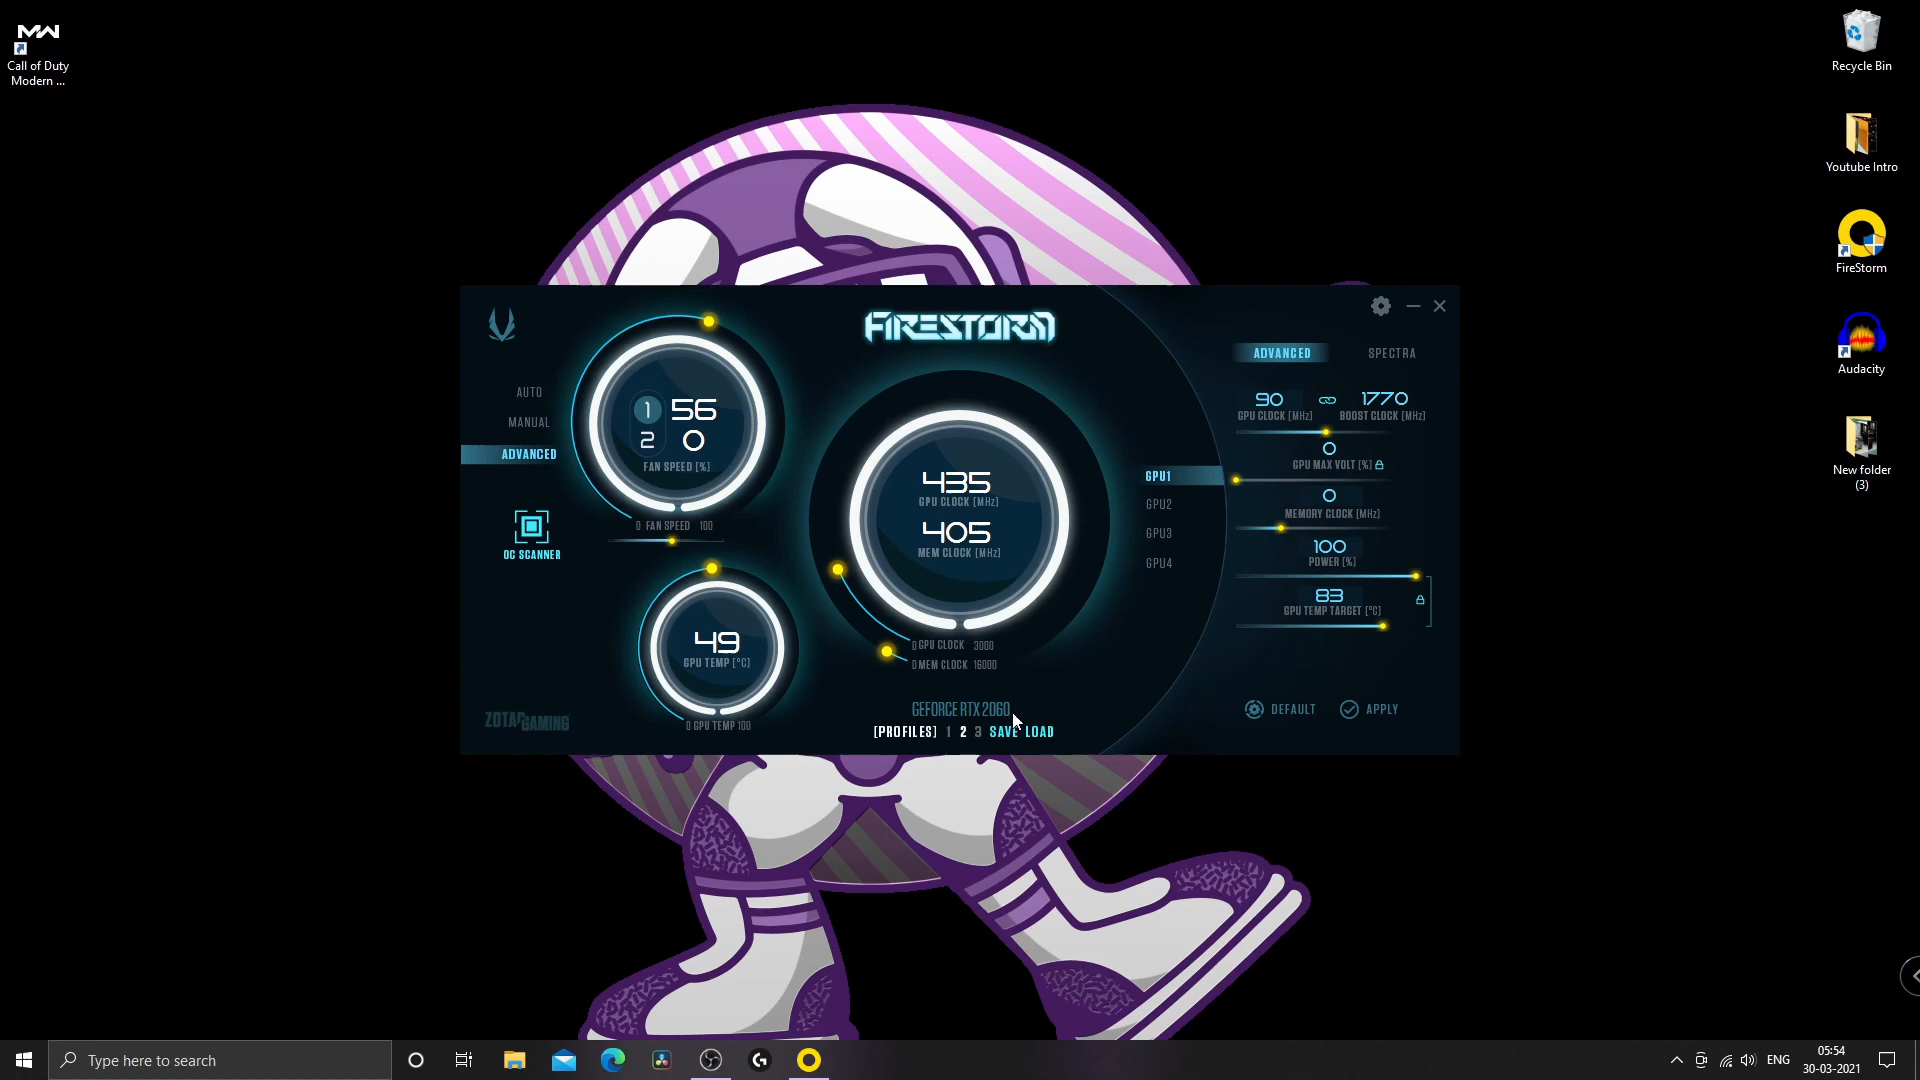 Call of Duty
Modern ...
Recycle Bin
Youtube Intro
FireStorm
Audacity
New folder
(3)
FIRESTORM
AUTO
MANUAL
ADVANCED
OC SCANNER
1 56
2 0
FAN SPEED [%]
0 FAN SPEED 100
49
GPU TEMP [°C]
0 GPU TEMP 100
435
GPU CLOCK [MHz]
405
MEM CLOCK [MHz]
0 GPU CLOCK 3000
0 MEM CLOCK 16000
GPU1
GPU2
GPU3
GPU4
ADVANCED SPECTRA
90 1770
GPU CLOCK [MHz] BOOST CLOCK [MHz]
0
GPU MAX VOLT [%]
0
MEMORY CLOCK [MHz]
100
POWER [%]
83
GPU TEMP TARGET [°C]
DEFAULT APPLY
ZOTAC GAMING
GEFORCE RTX 2060
[PROFILES] 1 2 3 SAVE LOAD
Type here to search
ENG
05:54
30-03-2021